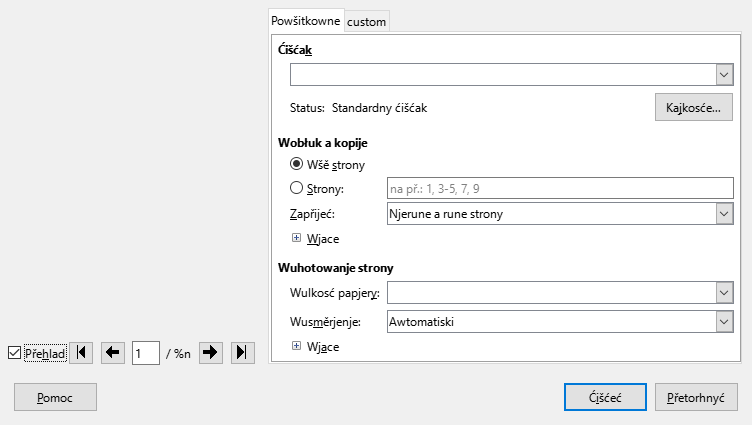 Powšitkowne custom
Ćišćak
Status: Standardny ćišćak Kajkosće...
Wobłuk a kopije
Wšě strony
Strony: na př.: 1, 3-5, 7, 9
Zapřijeć: Njerune a rune strony
Wjace
Wuhotowanje strony
Wulkosć papjery:
Wusměrjenje: Awtomatiski
Wjace
Přehlad 1 / %n
Pomoc Ćišćeć Přetorhnyć